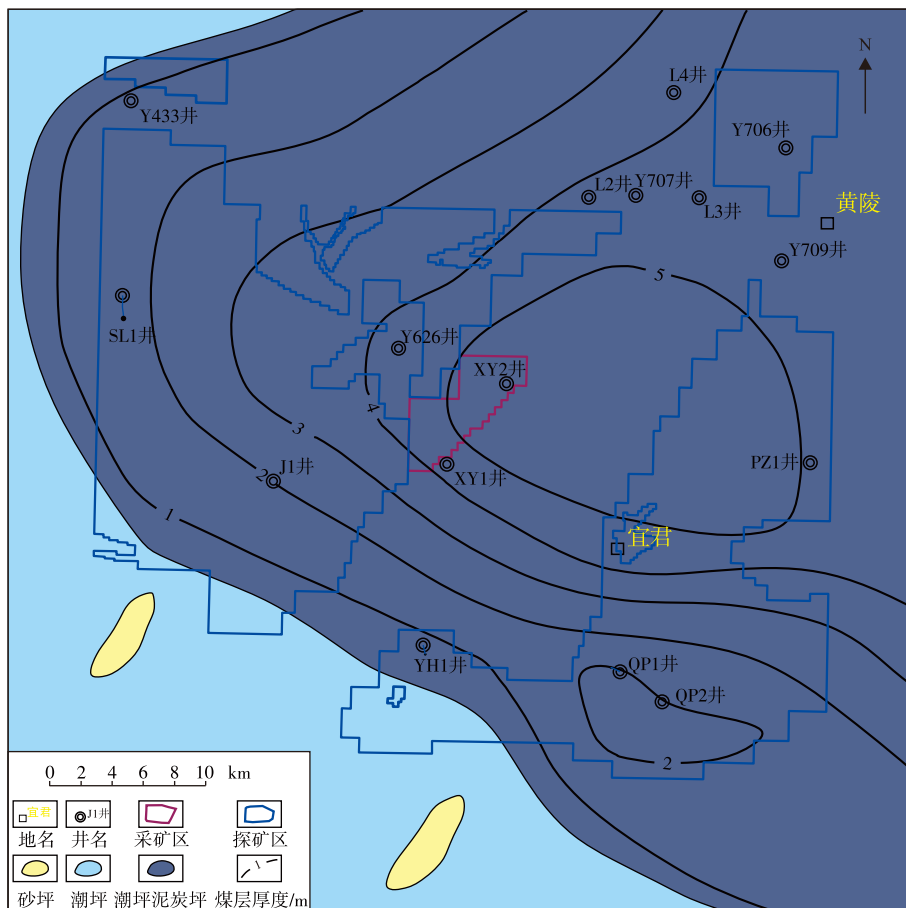 N
L4井
Y433井
Y706井
L2井
Y707井
L3井
黄陵
Y709井
5
SL1井
Y626井
XY2井
4
3
J1井
2
XY1井
PZ1井
1
宜君
YH1井
QP1井
QP2井
2
0 2 4 6 8 10 km
宜君
J1井
地名 井名 采矿区 探矿区
砂坪 潮坪 潮坪泥炭坪 煤层厚度/m